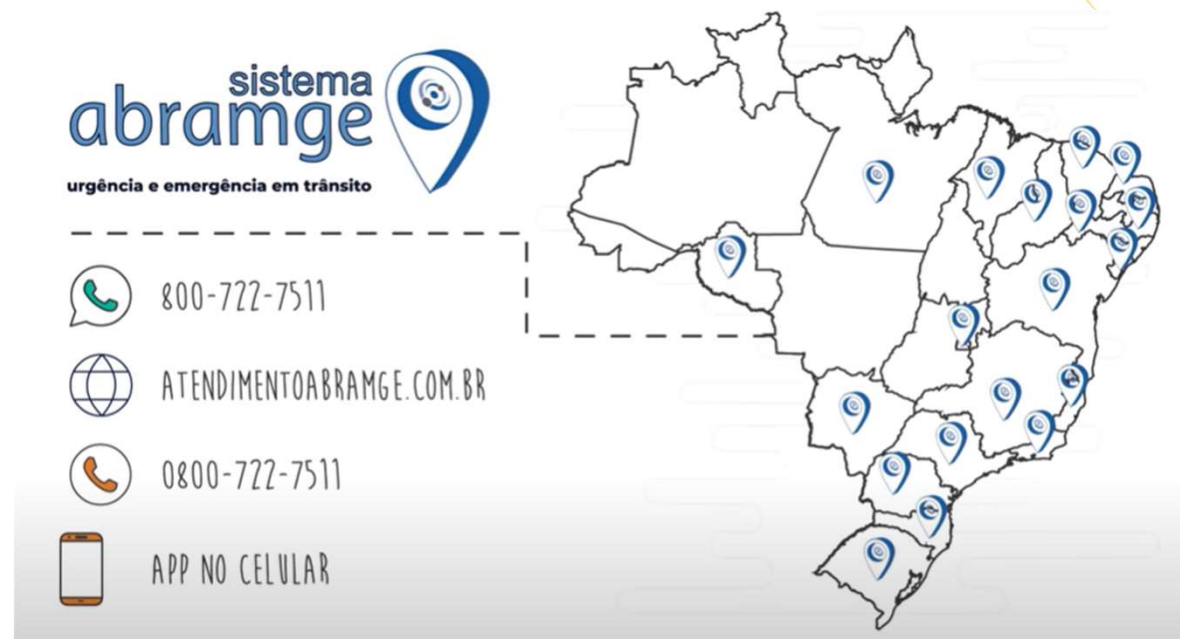 sistema
abramge
urgência e emergência em trânsito
800-722-7511
ATENDIMENTOABRAMGE.COM.BR
0800-722-7511
APP NO CELULAR